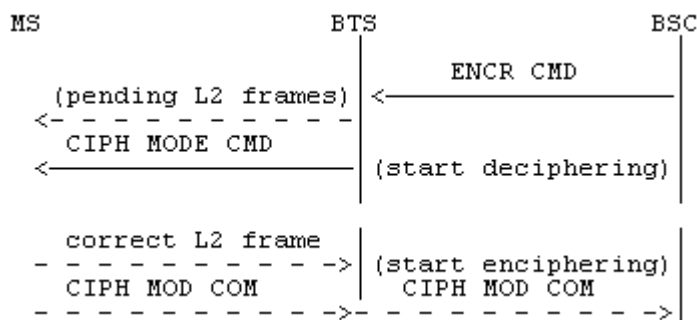 MS BTS BSC
ENCR CMD
(pending L2 frames)
CIPH MODE CMD
(start deciphering)
correct L2 frame
(start enciphering)
CIPH MOD COM CIPH MOD COM